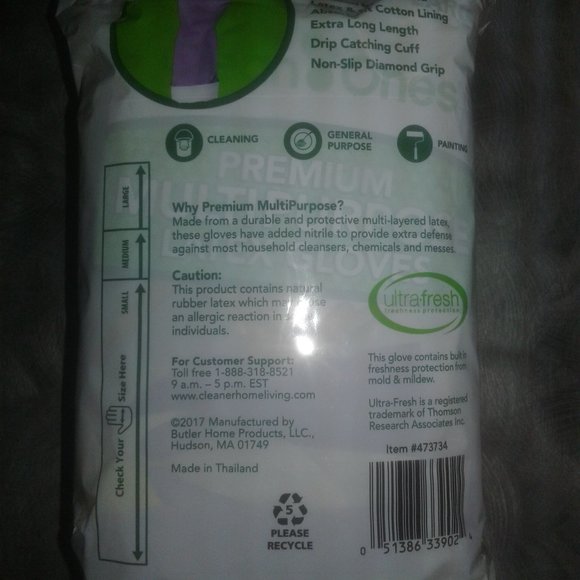 Cotton Lining
Extra Long Length
Drip Catching Cuff
Non-Slip Diamond Grip
Ones
CLEANING
GENERAL
PURPOSE
PAINTING
PREMIUM
LARGE
MEDIUM
SMALL
Check Your Size Here
Why Premium MultiPurpose?
Made from a durable and protective multi-layered latex,
these gloves have added nitrile to provide extra defense
against most household cleansers, chemicals and messes.
Caution:
This product contains natural
rubber latex which may
an allergic reaction in
individuals.
ultra-fresh
freshness protection
For Customer Support:
Toll free 1-888-318-8521
9 a.m. – 5 p.m. EST
www.cleanerhomeliving.com
©2017 Manufactured by
Butler Home Products, LLC.,
Hudson, MA 01749
Made in Thailand
This glove contains built in
freshness protection from
mold & mildew.
Ultra-Fresh is a registered
trademark of Thomson
Research Associates Inc.
Item #473734
5
PLEASE
RECYCLE
0 51386 33902